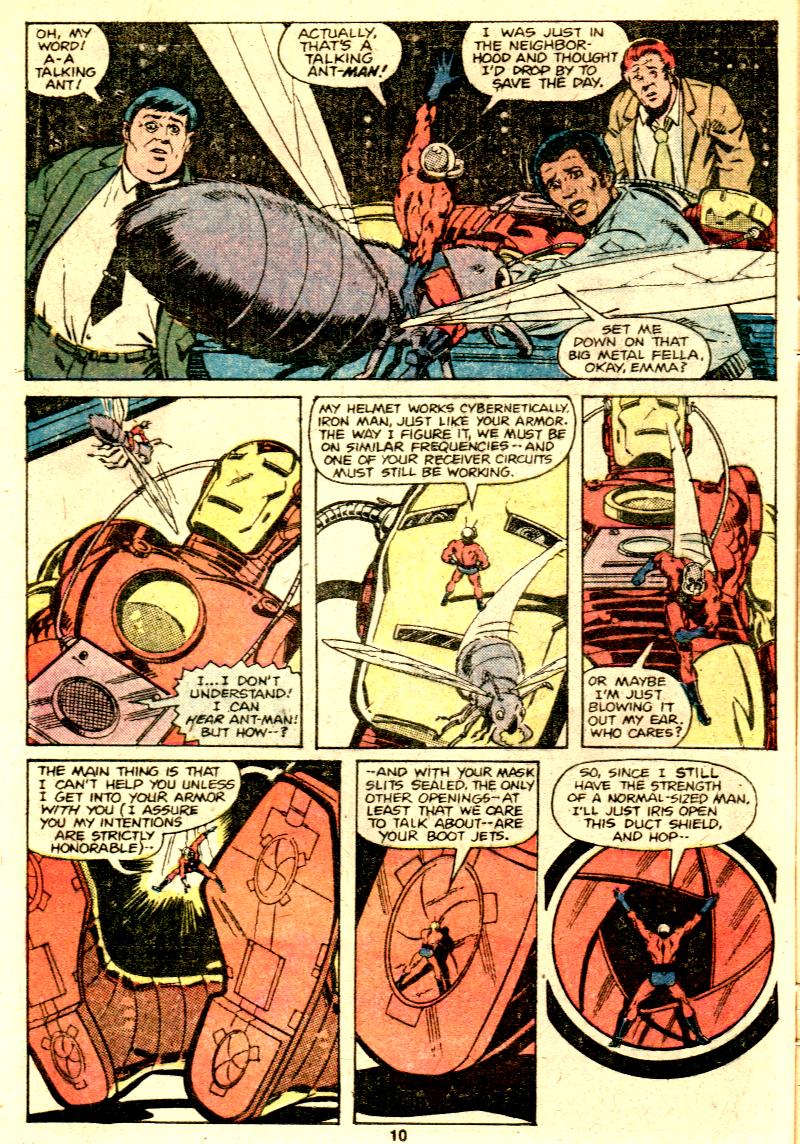 OH, MY
WORD!
A-A
TALKING
ANT!
ACTUALLY,
THAT'S A
TALKING
ANT-MAN!
I WAS JUST IN
THE NEIGHBOR-
HOOD AND THOUGHT
I'D DROP BY TO
SAVE THE DAY.
SET ME
DOWN ON THAT
BIG METAL FELLA,
OKAY, EMMA?
I...I DON'T
UNDERSTAND!
I CAN
HEAR ANT-MAN!
BUT HOW--?
MY HELMET WORKS CYBERNETICALLY,
IRON MAN, JUST LIKE YOUR ARMOR.
THE WAY I FIGURE IT, WE MUST BE
ON SIMILAR FREQUENCIES--AND
ONE OF YOUR RECEIVER CIRCUITS
MUST STILL BE WORKING.
OR MAYBE
I'M JUST
BLOWING IT
OUT MY EAR.
WHO CARES?
THE MAIN THING IS THAT
I CAN'T HELP YOU UNLESS
I GET INTO YOUR ARMOR
WITH YOU (I ASSURE
YOU MY INTENTIONS
ARE STRICTLY
HONORABLE)--
--AND WITH YOUR MASK
SLITS SEALED, THE ONLY
OTHER OPENINGS--AT
LEAST THAT WE CARE
TO TALK ABOUT--ARE
YOUR BOOT JETS.
SO, SINCE I STILL
HAVE THE STRENGTH
OF A NORMAL-SIZED MAN,
I'LL JUST IRIS OPEN
THIS DUCT SHIELD,
AND HOP--
10